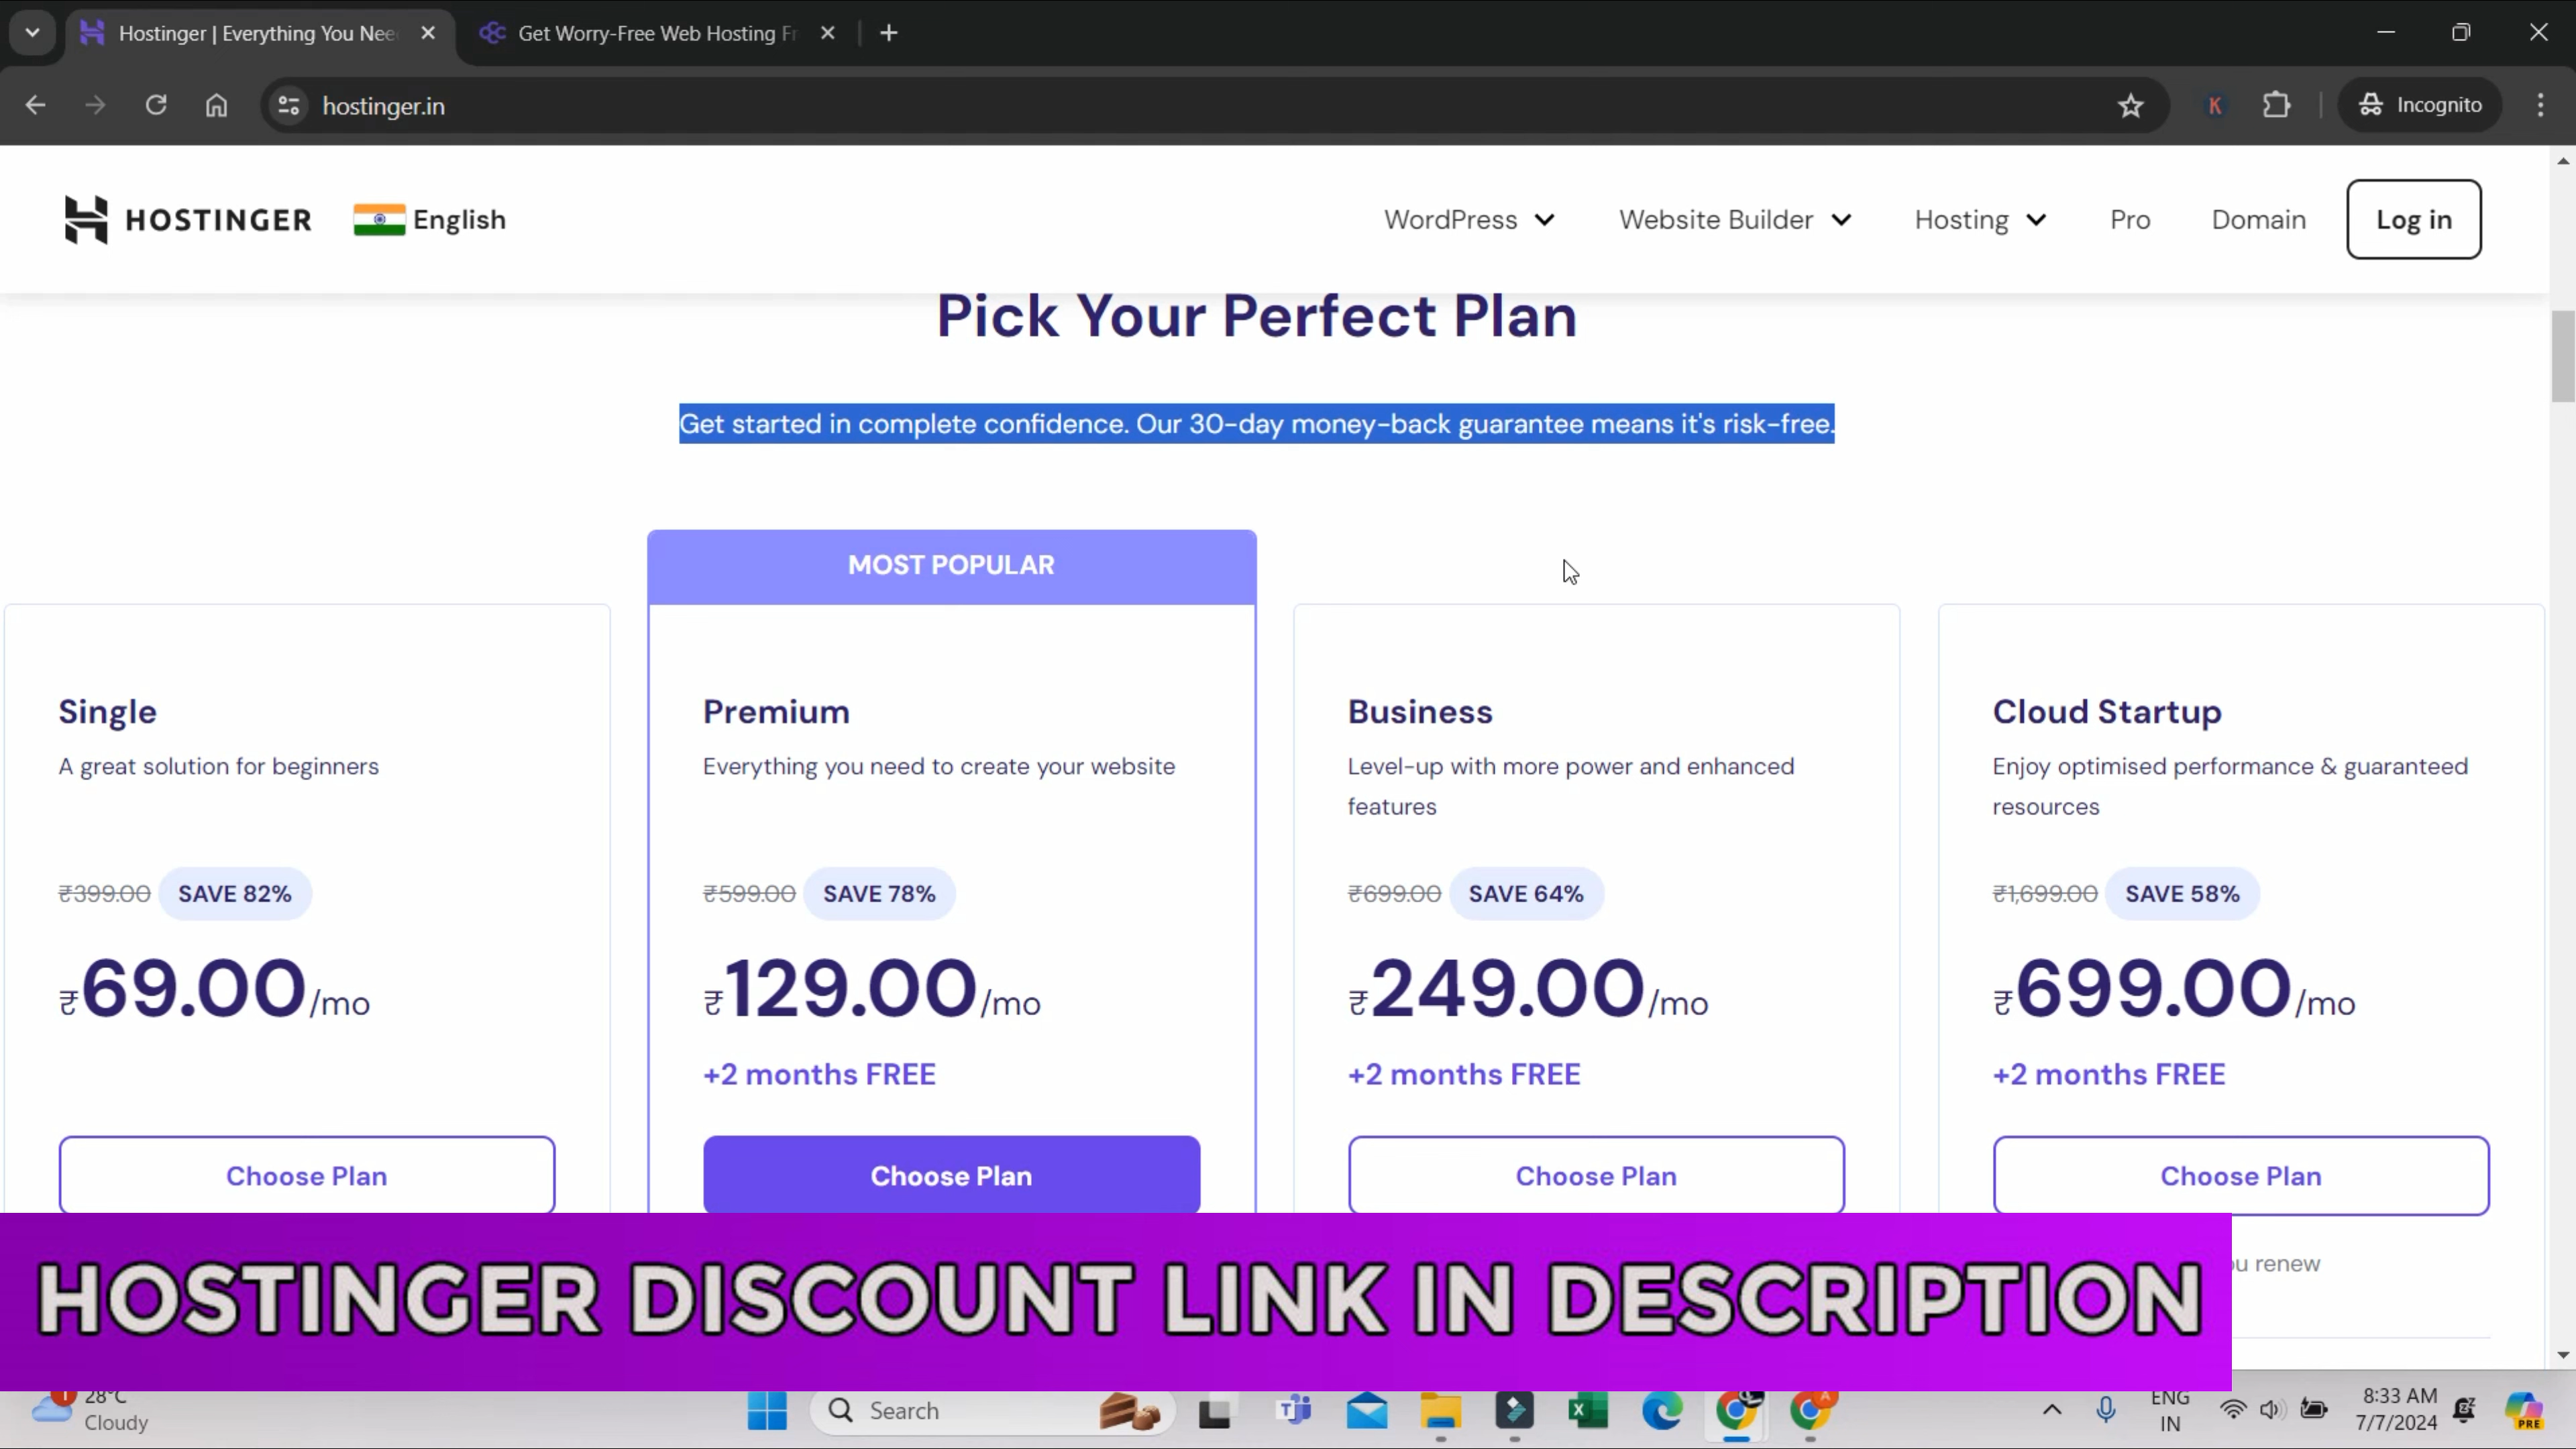 Hostinger | Everything You Nee
Get Worry-Free Web Hosting Fr
hostinger.in
K
Incognito
HOSTINGER
English
WordPress
Website Builder
Hosting
Pro
Domain
Log in
Pick Your Perfect Plan
Get started in complete confidence. Our 30-day money-back guarantee means it's risk-free.
MOST POPULAR
Single
A great solution for beginners
₹399.00 SAVE 82%
₹69.00/mo
Choose Plan
Premium
Everything you need to create your website
₹599.00 SAVE 78%
₹129.00/mo
+2 months FREE
Choose Plan
Business
Level-up with more power and enhanced
features
₹699.00 SAVE 64%
₹249.00/mo
+2 months FREE
Choose Plan
Cloud Startup
Enjoy optimised performance & guaranteed
resources
₹1,699.00 SAVE 58%
₹699.00/mo
+2 months FREE
Choose Plan
ou renew
HOSTINGER DISCOUNT LINK IN DESCRIPTION
1
28°C
Cloudy
Search
ENG
IN
8:33 AM
7/7/2024
PRE